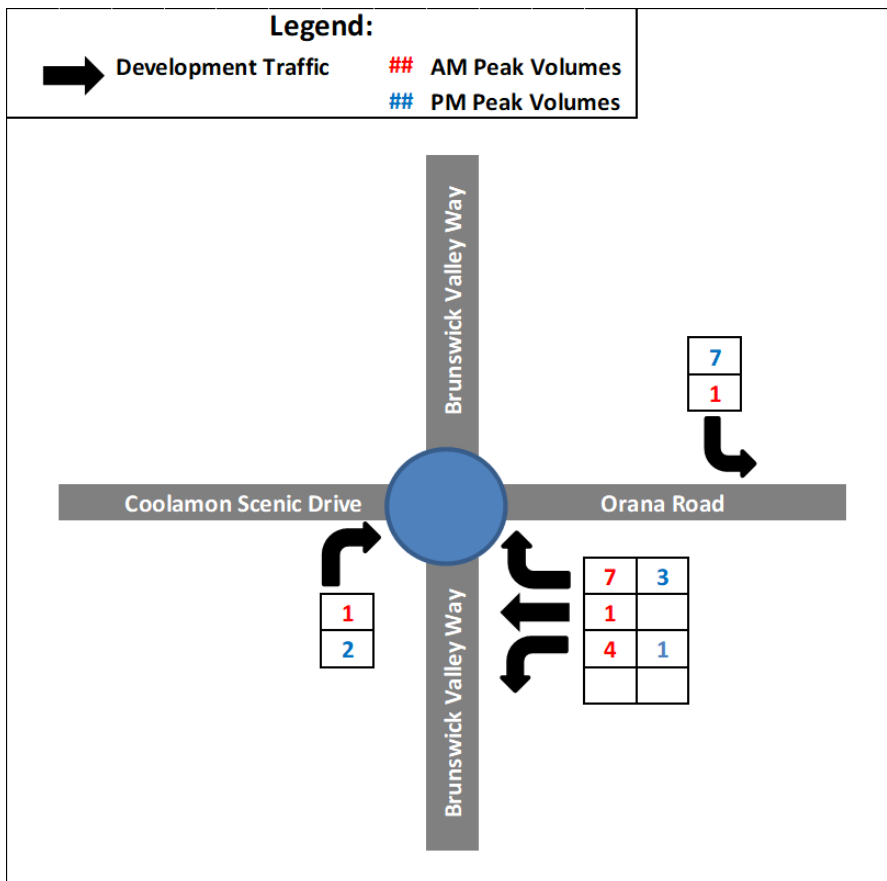 Legend:
Development Traffic ## AM Peak Volumes
## PM Peak Volumes
Brunswick Valley Way
7
1
Coolamon Scenic Drive
Orana Road
7 3
1
4 1
1
2
Brunswick Valley Way